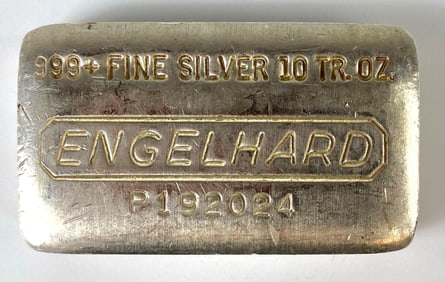 999+ FINE SILVER 10 TR. OZ.
ENGELHARD
P192024